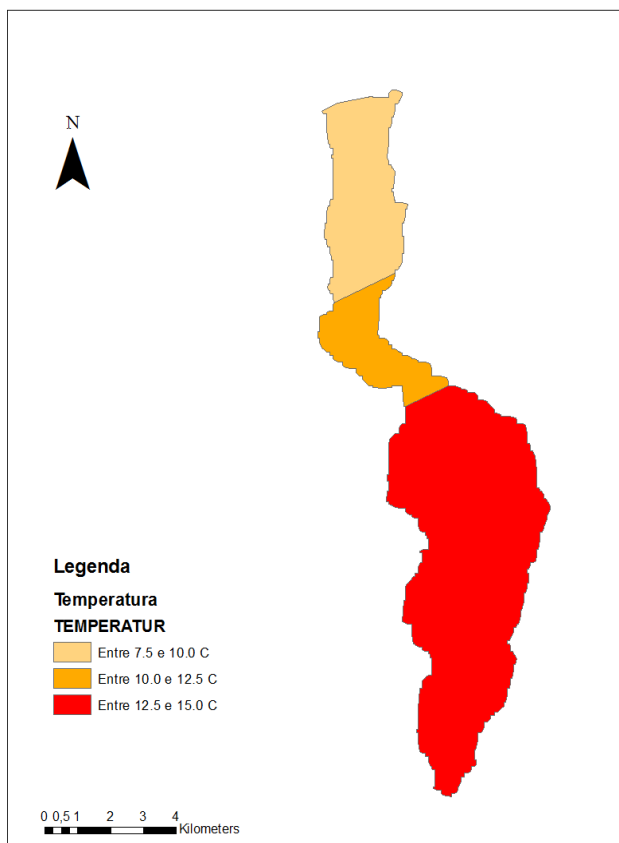 N
Legenda
Temperatura
TEMPERATUR
Entre 7.5 e 10.0 C
Entre 10.0 e 12.5 C
Entre 12.5 e 15.0 C
0 0,5 1 2 3 4
Kilometers